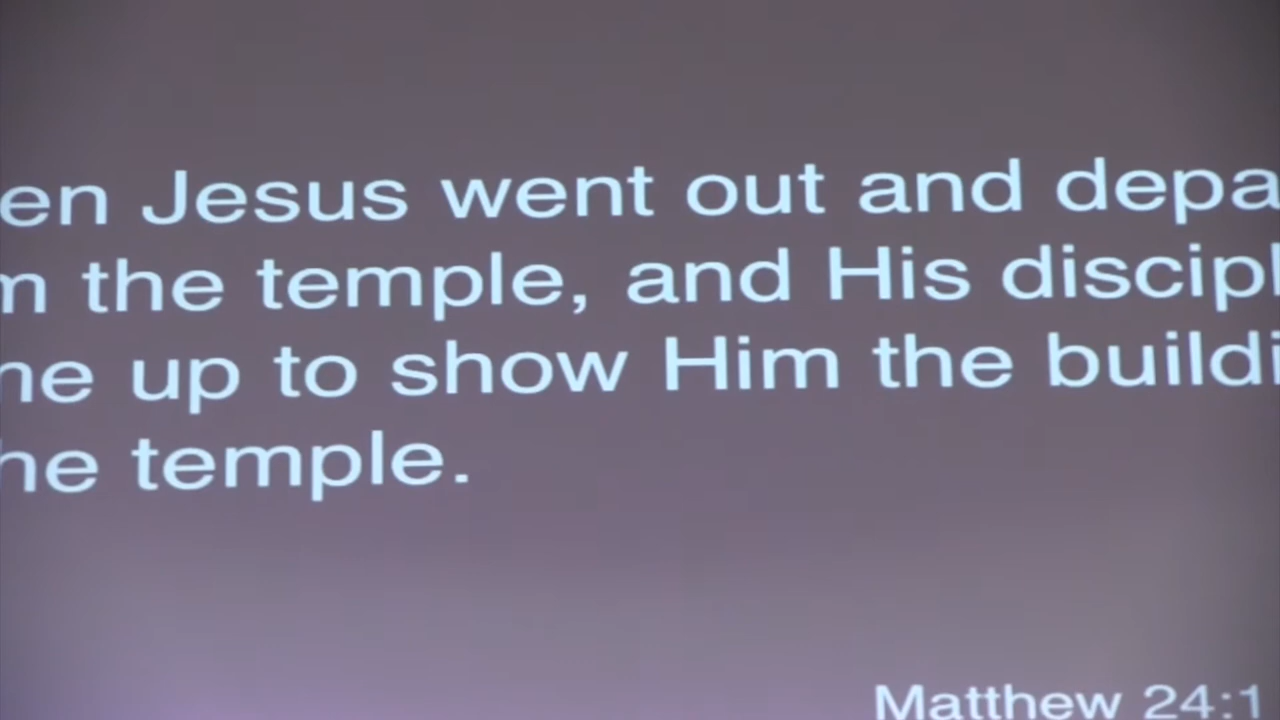 en Jesus went out and depa
m the temple, and His discipl
me up to show Him the buildi
he temple.
Matthew 24:1